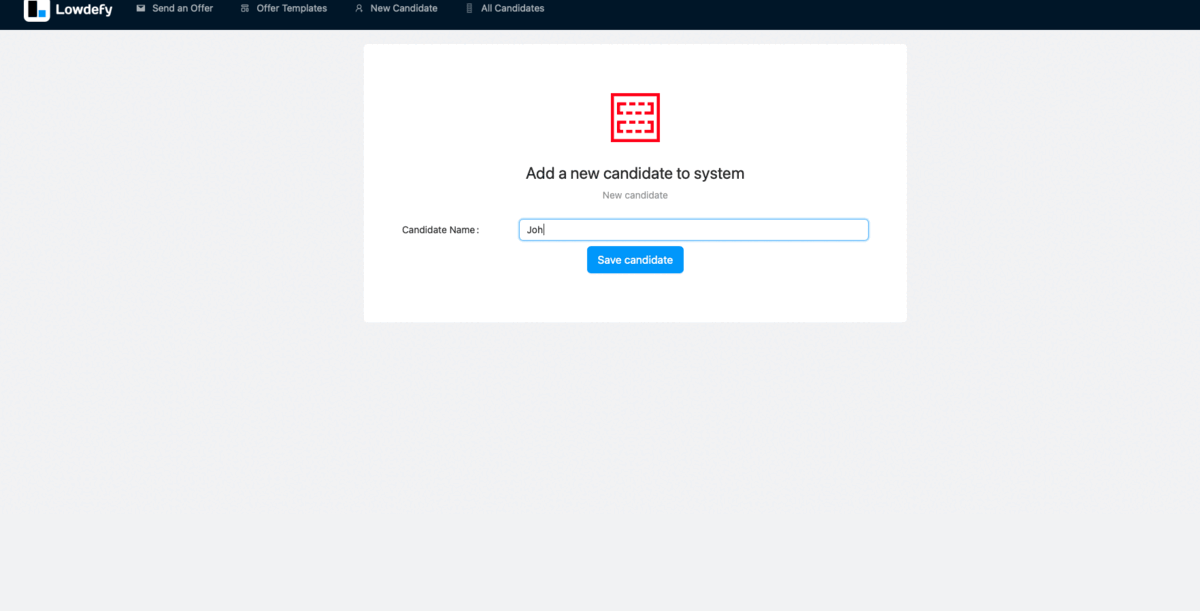 Lowdefy Send an Offer Offer Templates New Candidate All Candidates
Add a new candidate to system
New candidate
Candidate Name: Joh
Save candidate